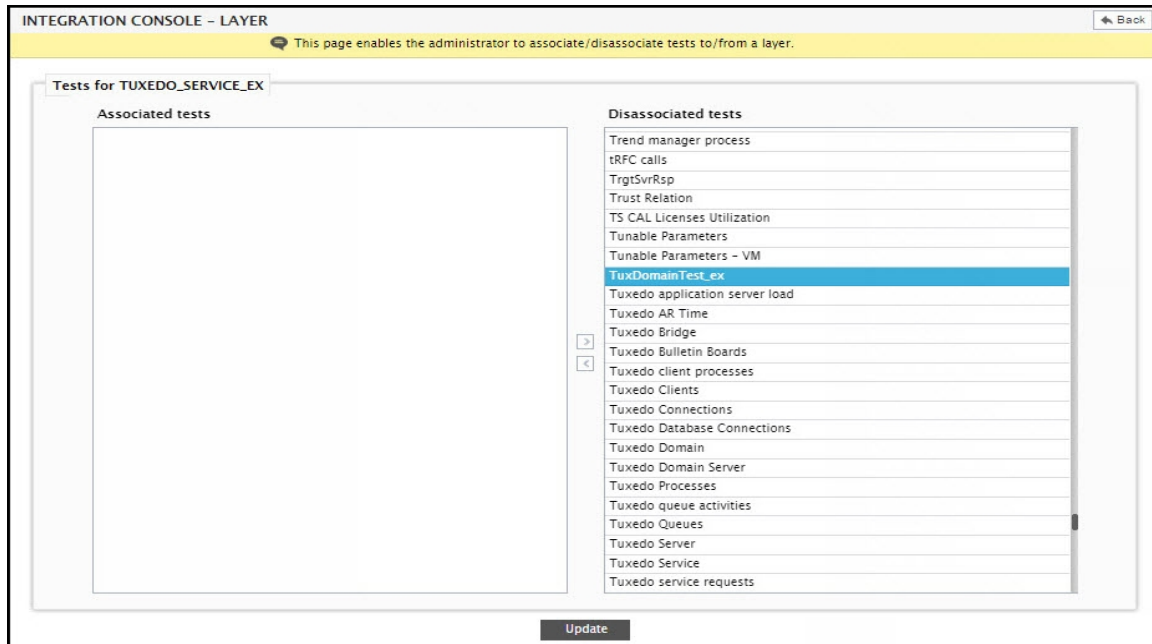 INTEGRATION CONSOLE – LAYER
Back
This page enables the administrator to associate/disassociate tests to/from a layer.
Tests for TUXEDO_SERVICE_EX
Associated tests
Disassociated tests
Trend manager process
tRFC calls
TrgtSvrRsp
Trust Relation
TS CAL Licenses Utilization
Tunable Parameters
Tunable Parameters – VM
TuxDomainTest_ex
Tuxedo application server load
Tuxedo AR Time
Tuxedo Bridge
Tuxedo Bulletin Boards
Tuxedo client processes
Tuxedo Clients
Tuxedo Connections
Tuxedo Database Connections
Tuxedo Domain
Tuxedo Domain Server
Tuxedo Processes
Tuxedo queue activities
Tuxedo Queues
Tuxedo Server
Tuxedo Service
Tuxedo service requests
>
<
Update